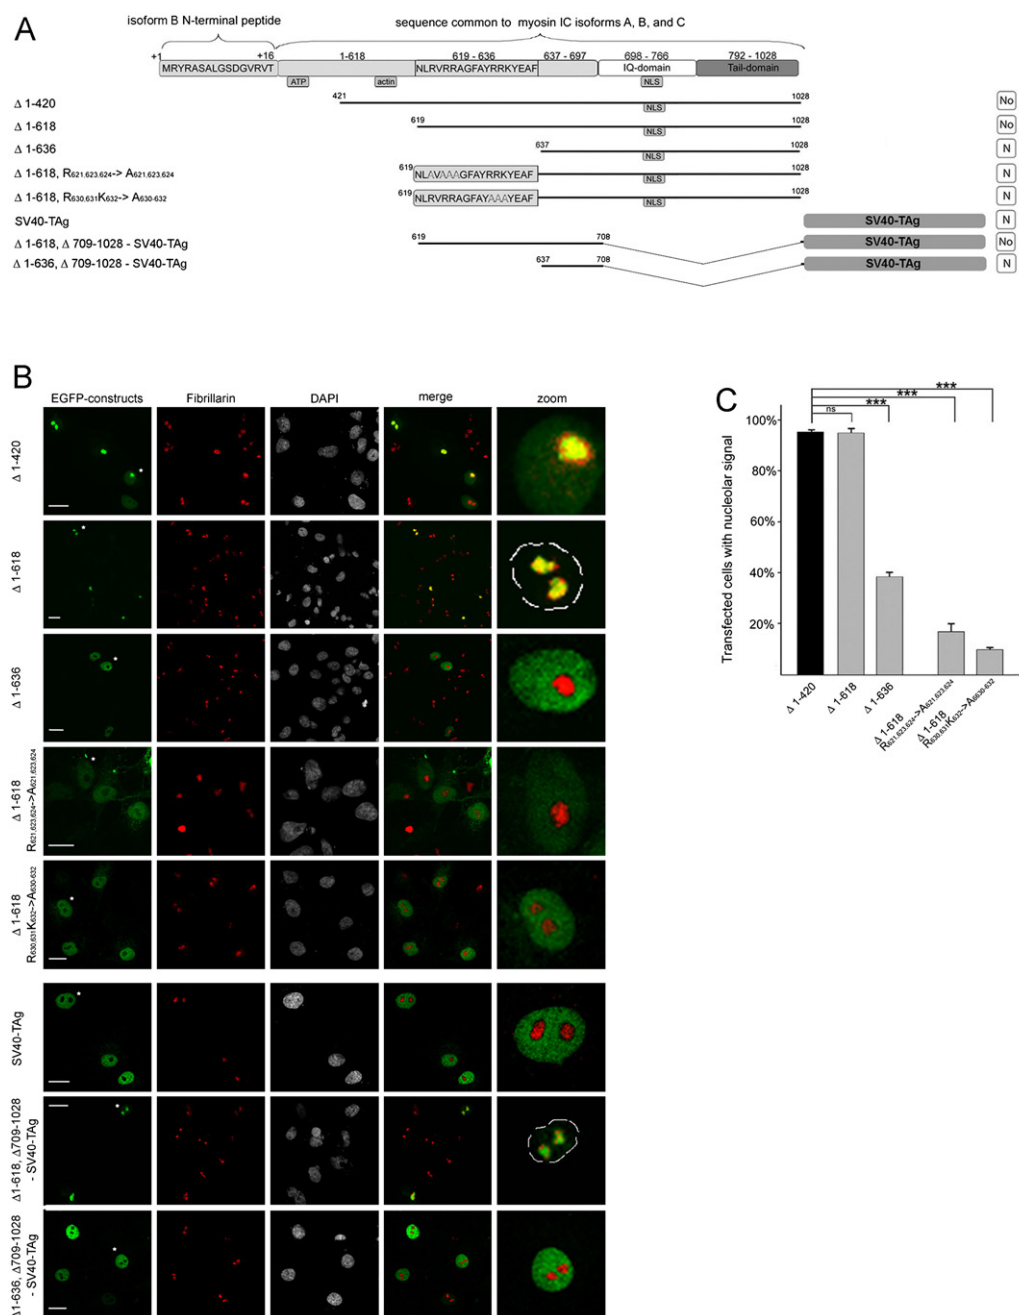 A
isoform B N-terminal peptide
sequence common to myosin IC isoforms A, B, and C
+1 +16 1-618 619 - 636 637 - 697 698 - 766 792 - 1028
MRYRASALGSDGVRVT NLRVRRAGFAYRRKYEAF IQ-domain Tail-domain
ATP actin NLS
Δ 1-420 421 NLS 1028 No
Δ 1-618 619 NLS 1028 No
Δ 1-636 637 NLS 1028 N
Δ 1-618, R621,623,624-> A621,623,624 619 NLAVAAAGFAYRRKYEAF NLS 1028 N
Δ 1-618, R630,631K632-> A630-632 619 NLRVRRAGFAYAAAYEAF NLS 1028 N
SV40-TAg SV40-TAg N
Δ 1-618, Δ 709-1028 - SV40-TAg 619 708 SV40-TAg No
Δ 1-636, Δ 709-1028 - SV40-TAg 637 708 SV40-TAg N
B
EGFP-constructs Fibrillarin DAPI merge zoom
Δ 1-420
Δ 1-618
Δ 1-636
Δ 1-618
R621,623,624->A621,623,624
Δ 1-618
R630,631K632->A630-632
SV40-TAg
Δ1-618, Δ709-1028
- SV40-TAg
Δ1-636, Δ709-1028
- SV40-TAg
C
***
***
***
ns
Transfected cells with nucleolar signal
100%
80%
60%
40%
20%
Δ 1-420
Δ 1-618
Δ 1-636
Δ 1-618
R621,623,624->A621,623,624
Δ 1-618
R630,631K632->A6630-632